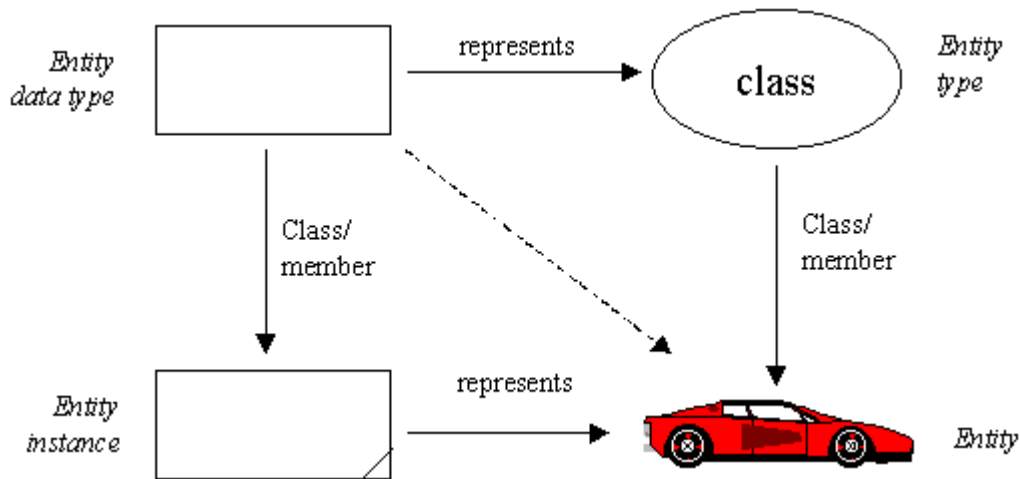 represents
Entity
data type
class
Entity
type
Class/
member
Class/
member
represents
Entity
instance
Entity